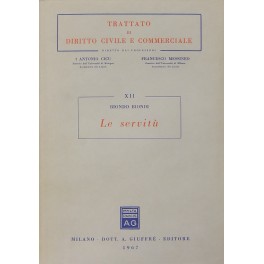 TRATTATO
DI
DIRITTO CIVILE E COMMERCIALE
† ANTONIO CICU
FRANCESCO MESSINEO
XII
BIONDO BIONDI
Le servitù
AG
MILANO - DOTT. A. GIUFFRÈ - EDITORE
1967